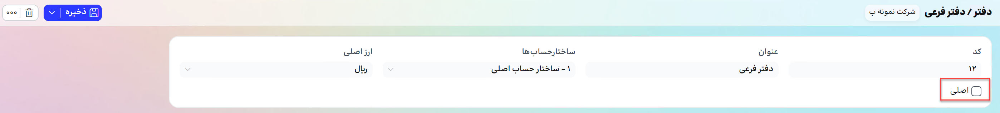 دفتر / دفتر فرعی
شرکت نمونه ب
ذخیره
کد
عنوان
ساختارحساب‌ها
ارز اصلی
۱۲
دفتر فرعی
۱ - ساختار حساب اصلی
ریال
اصلی